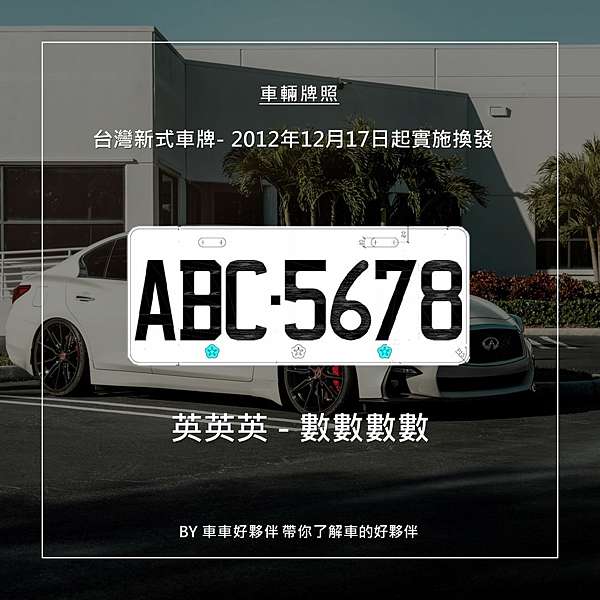 車輛牌照
台灣新式車牌- 2012年12月17日起實施換發
ABC·5678
英英英 - 數數數數
BY 車車好夥伴 帶你了解車的好夥伴